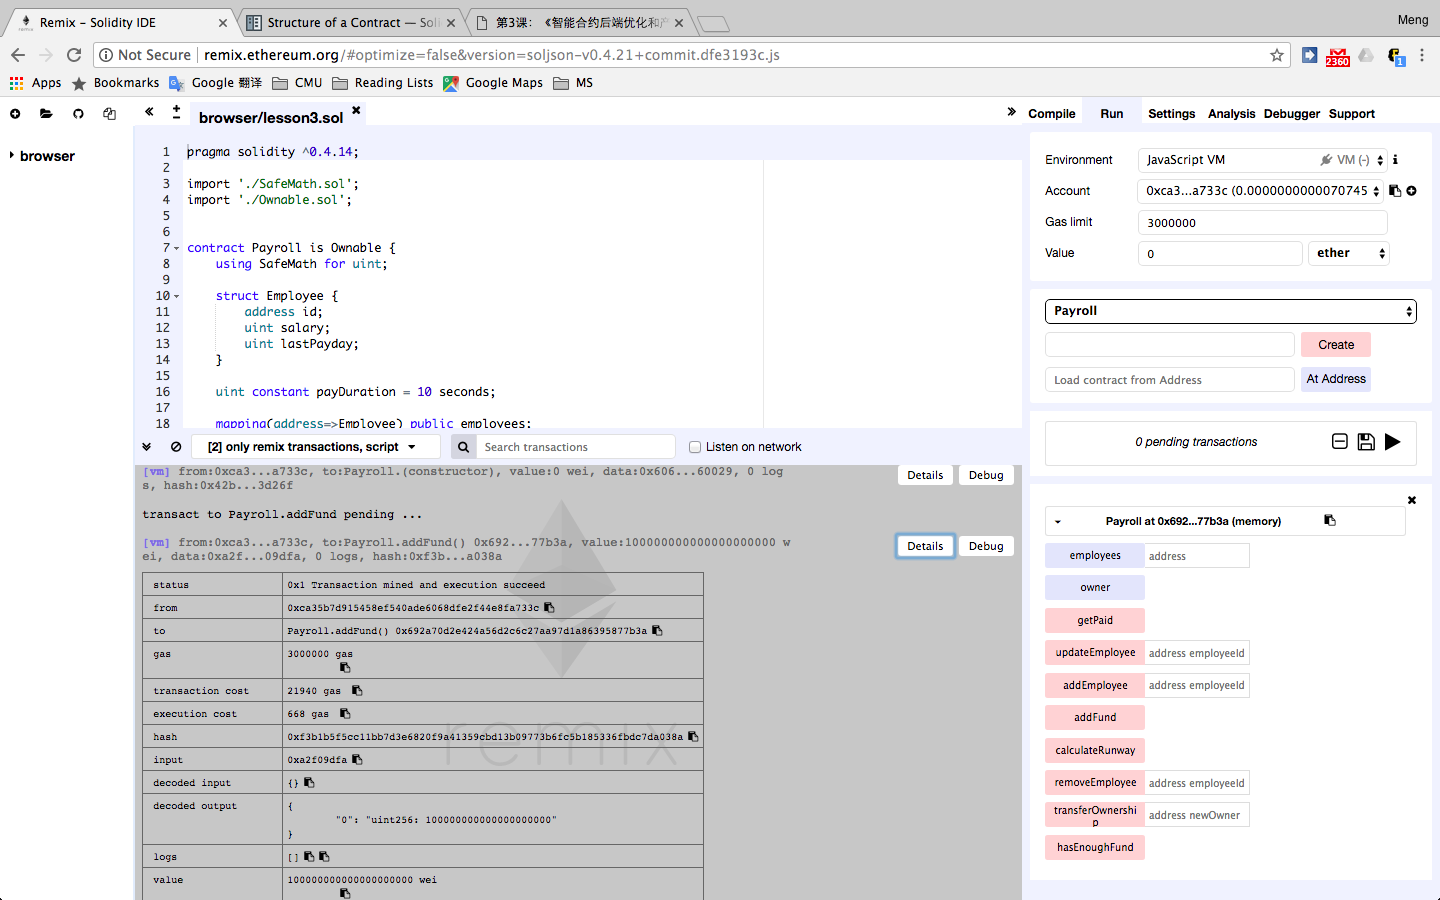 Remix - Solidity IDE
Structure of a Contract — Soli
第3课： 《智能合约后端优化和产
Meng
Not Secure remix.ethereum.org/#optimize=false&version=soljson-v0.4.21+commit.dfe3193c.js
2360
1
Apps Bookmarks Google 翻译 CMU Reading Lists Google Maps MS
browser/lesson3.sol
Compile Run Settings Analysis Debugger Support
browser
1 pragma solidity ^0.4.14;
2
3 import './SafeMath.sol';
4 import './Ownable.sol';
5
6
7 contract Payroll is Ownable {
8 using SafeMath for uint;
9
10 struct Employee {
11 address id;
12 uint salary;
13 uint lastPayday;
14 }
15
16 uint constant payDuration = 10 seconds;
17
18 mapping(address=>Employee) public employees;
[2] only remix transactions, script
Search transactions
Listen on network
[vm] from:0xca3...a733c, to:Payroll.(constructor), value:0 wei, data:0x606...60029, 0 log
s, hash:0x42b...3d26f
Details Debug
transact to Payroll.addFund pending ...
[vm] from:0xca3...a733c, to:Payroll.addFund() 0x692...77b3a, value:100000000000000000000 w
ei, data:0xa2f...09dfa, 0 logs, hash:0xf3b...a038a
Details Debug
status 0x1 Transaction mined and execution succeed
from 0xca35b7d915458ef540ade6068dfe2f44e8fa733c
to Payroll.addFund() 0x692a70d2e424a56d2c6c27aa97d1a86395877b3a
gas 3000000 gas
transaction cost 21940 gas
execution cost 668 gas
hash 0xf3b1b5f5cc11bb7d3e6820f9a41359cbd13b09773b6fc5b185336fbdc7da038a
input 0xa2f09dfa
decoded input {}
decoded output {
"0": "uint256: 100000000000000000000"
}
logs []
value 100000000000000000000 wei
remix
Environment JavaScript VM VM (-)
Account 0xca3...a733c (0.0000000000070745
Gas limit 3000000
Value 0 ether
Payroll
Create
Load contract from Address At Address
0 pending transactions
Payroll at 0x692...77b3a (memory)
employees address
owner
getPaid
updateEmployee address employeeId
addEmployee address employeeId
addFund
calculateRunway
removeEmployee address employeeId
transferOwnershi
p
address newOwner
hasEnoughFund